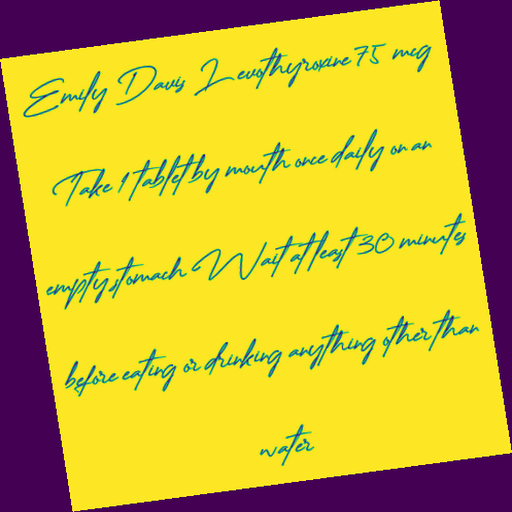 Emily Davis Levothyroxine 75 mcg
Take 1 tablet by mouth once daily on an
empty stomach Wait at least 30 minutes
before eating or drinking anything other than
water